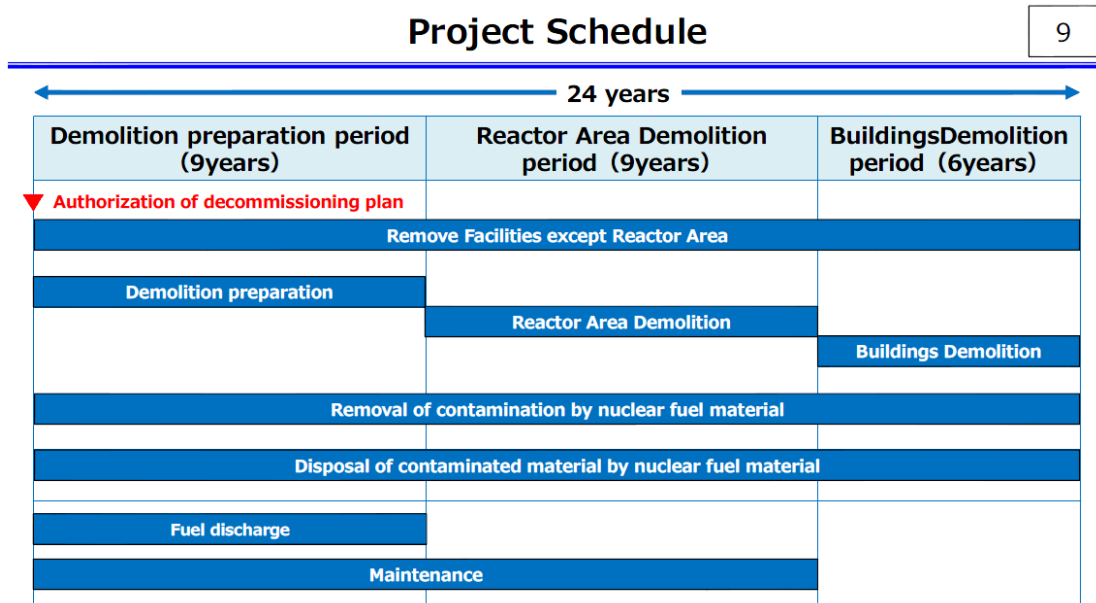 Project Schedule
9
24 years
Demolition preparation period
（9years）
Reactor Area Demolition
period（9years）
BuildingsDemolition
period（6years）
Authorization of decommissioning plan
Remove Facilities except Reactor Area
Demolition preparation
Reactor Area Demolition
Buildings Demolition
Removal of contamination by nuclear fuel material
Disposal of contaminated material by nuclear fuel material
Fuel discharge
Maintenance